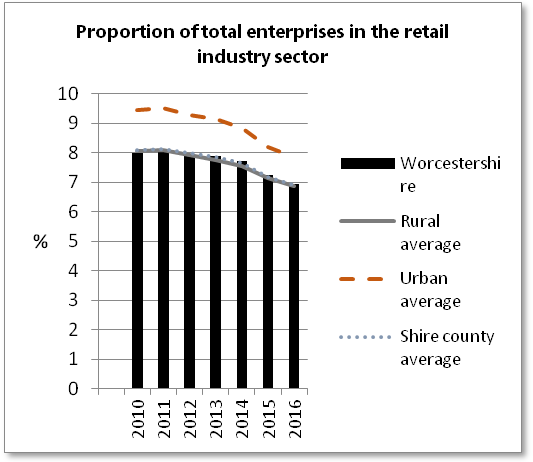 Proportion of total enterprises in the retail
industry sector
10
9
8
7
6
5
4
3
2
1
0
%
2010
2011
2012
2013
2014
2015
2016
Worcestershi
re
Rural
average
Urban
average
Shire county
average